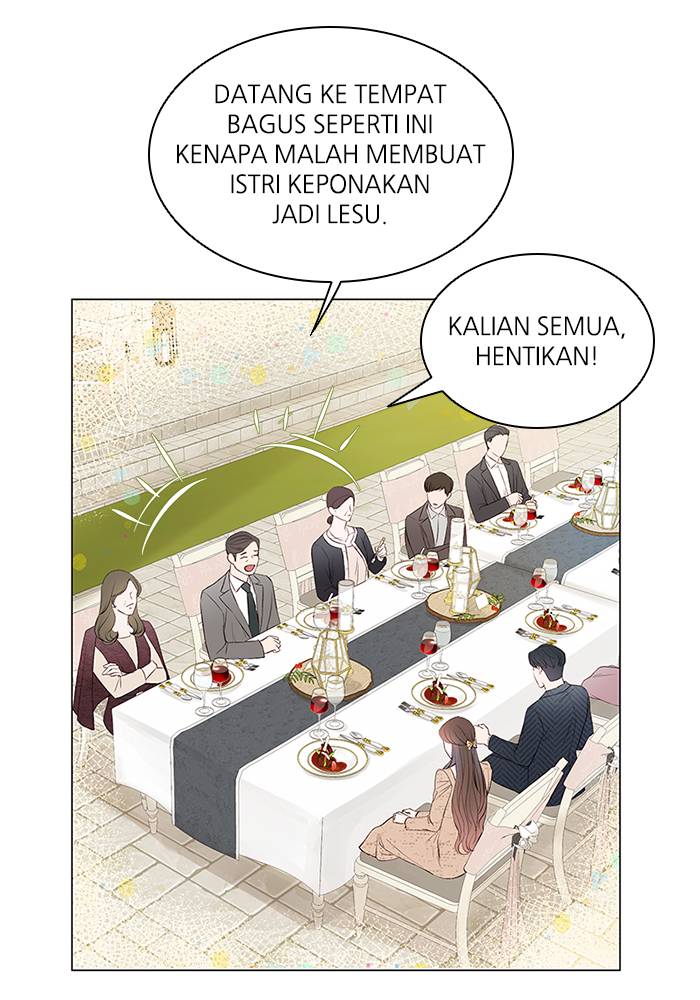 DATANG KE TEMPAT
BAGUS SEPERTI INI
KENAPA MALAH MEMBUAT
ISTRI KEPONAKAN
JADI LESU.
KALIAN SEMUA,
HENTIKAN!